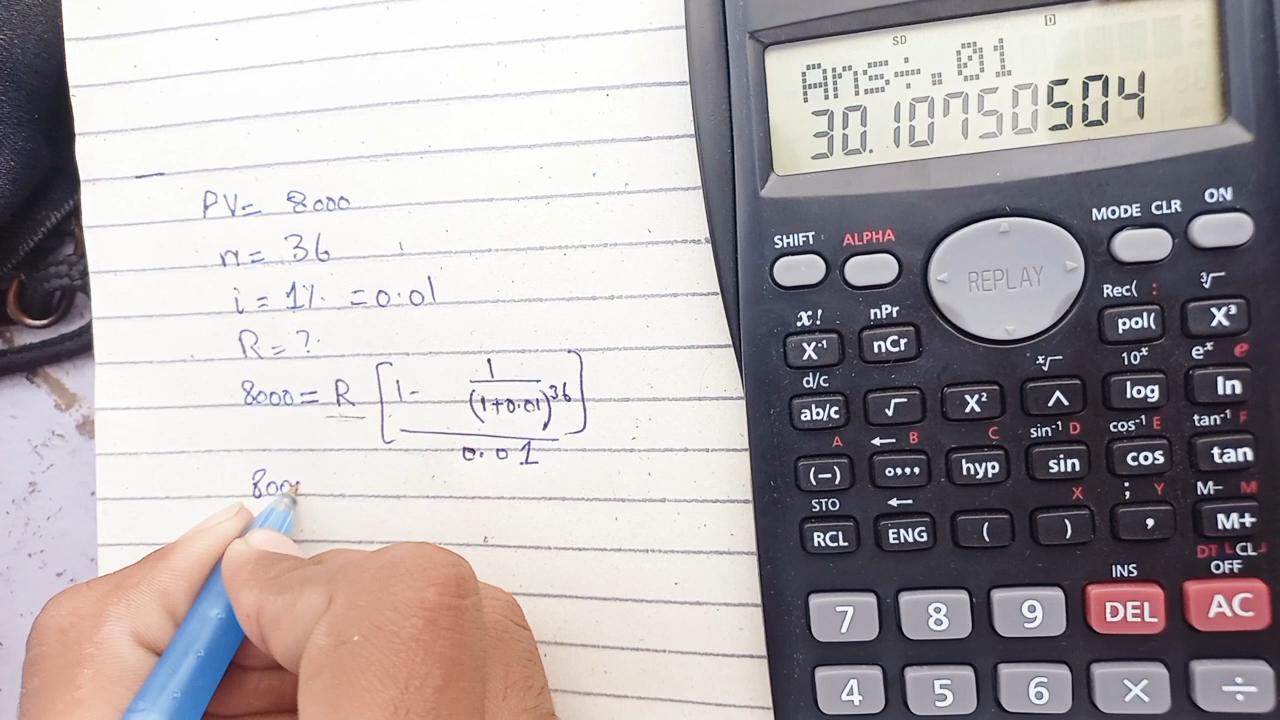 PV= 8000
n= 36
i = 1% = 0.01
R = ?
8000 = R [1- 1/(1+0.01)^36]
0.01
800
SD D
Ans÷.01
30.10750504
MODE CLR ON
SHIFT ALPHA
REPLAY
x! nPr Rec( : ³√
X⁻¹ nCr pol( X³
d/c x√ 10ˣ eˣ e
ab/c √ X² ^ log ln
A ← B C sin⁻¹ D cos⁻¹ E tan⁻¹ F
(–) °,,, hyp sin cos tan
STO ← X ; Y M– M
RCL ENG ( ) , M+
DT CL
INS OFF
7 8 9 DEL AC
4 5 6 × ÷